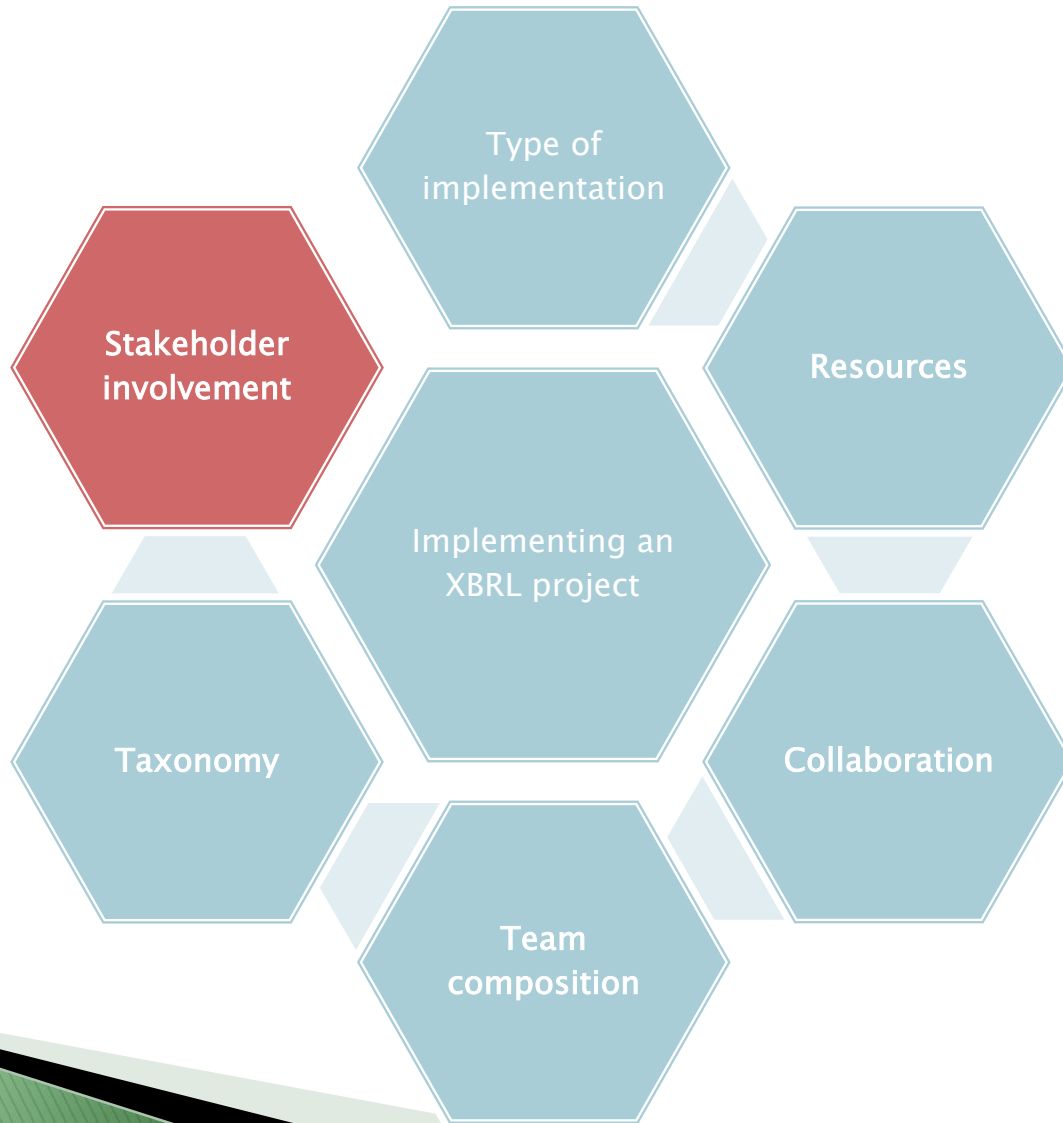 Type of
implementation
Stakeholder
involvement
Resources
Implementing an
XBRL project
Taxonomy
Collaboration
Team
composition